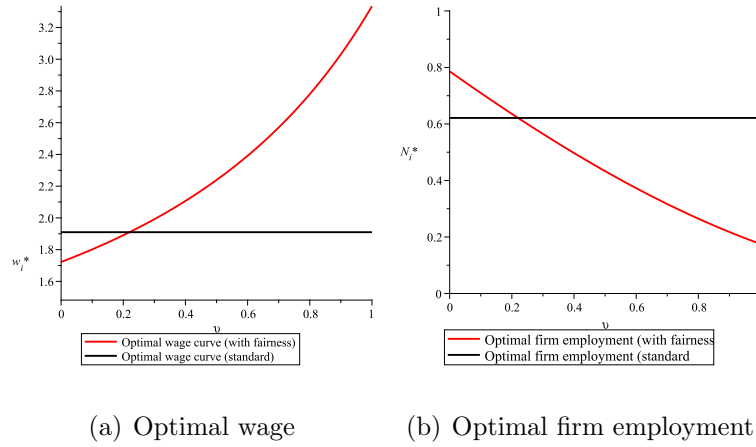 3.2
3.0
2.8
2.6
2.4
2.2
2.0
1.8
w_i*
1.6
0 0.2 0.4 0.6 0.8 1
υ
Optimal wage curve (with fairness)
Optimal wage curve (standard)
(a) Optimal wage
1
0.8
0.6
N_i*
0.4
0.2
0
0 0.2 0.4 0.6 0.8
υ
Optimal firm employment (with fairness
Optimal firm employment (standard
(b) Optimal firm employment